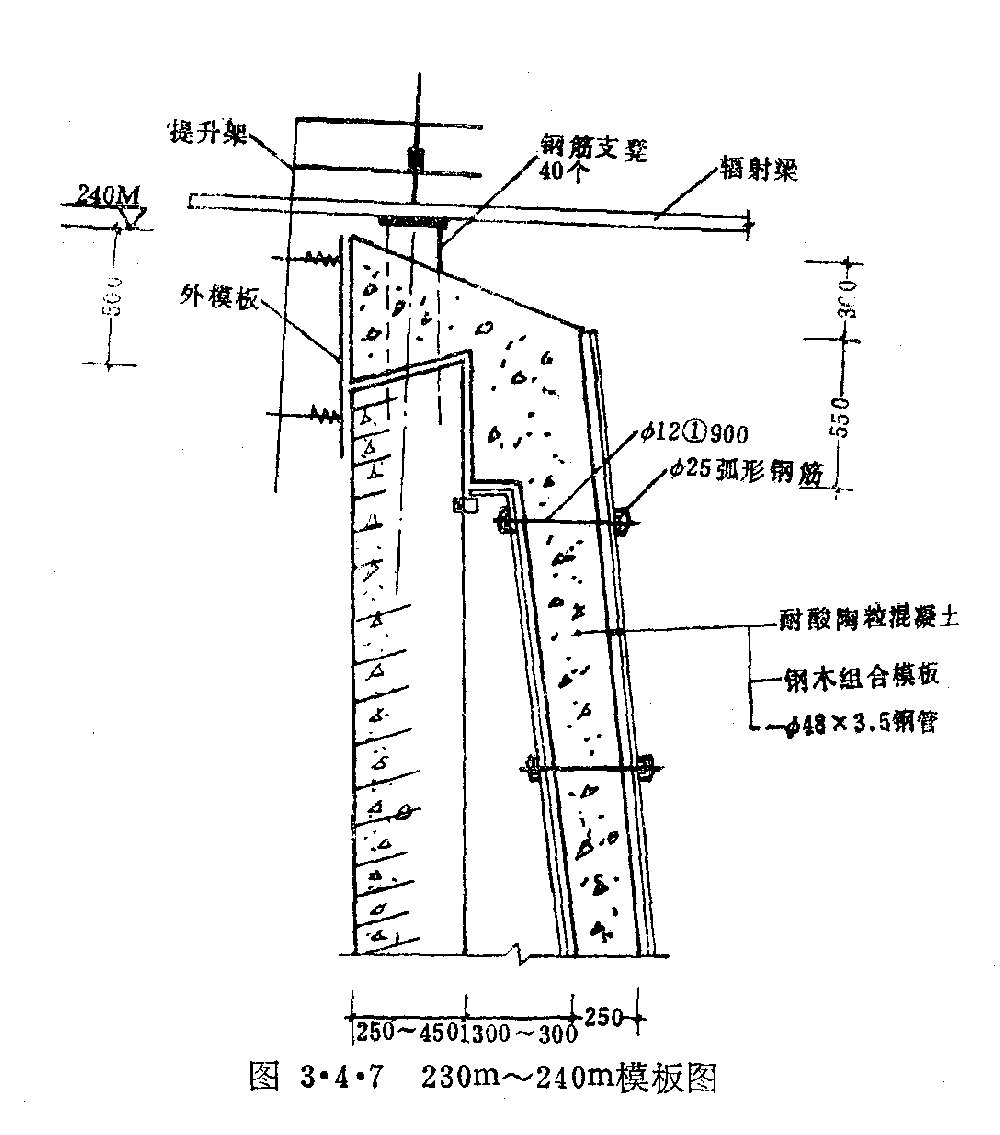 提升架
钢筋支凳
40个
辐射梁
240M
外模板
300
550
φ12①900
φ25弧形钢筋
耐酸陶粒混凝土
钢木组合模板
φ48×3.5钢管
250～450
1300～300
250
图 3·4·7 230m～240m模板图